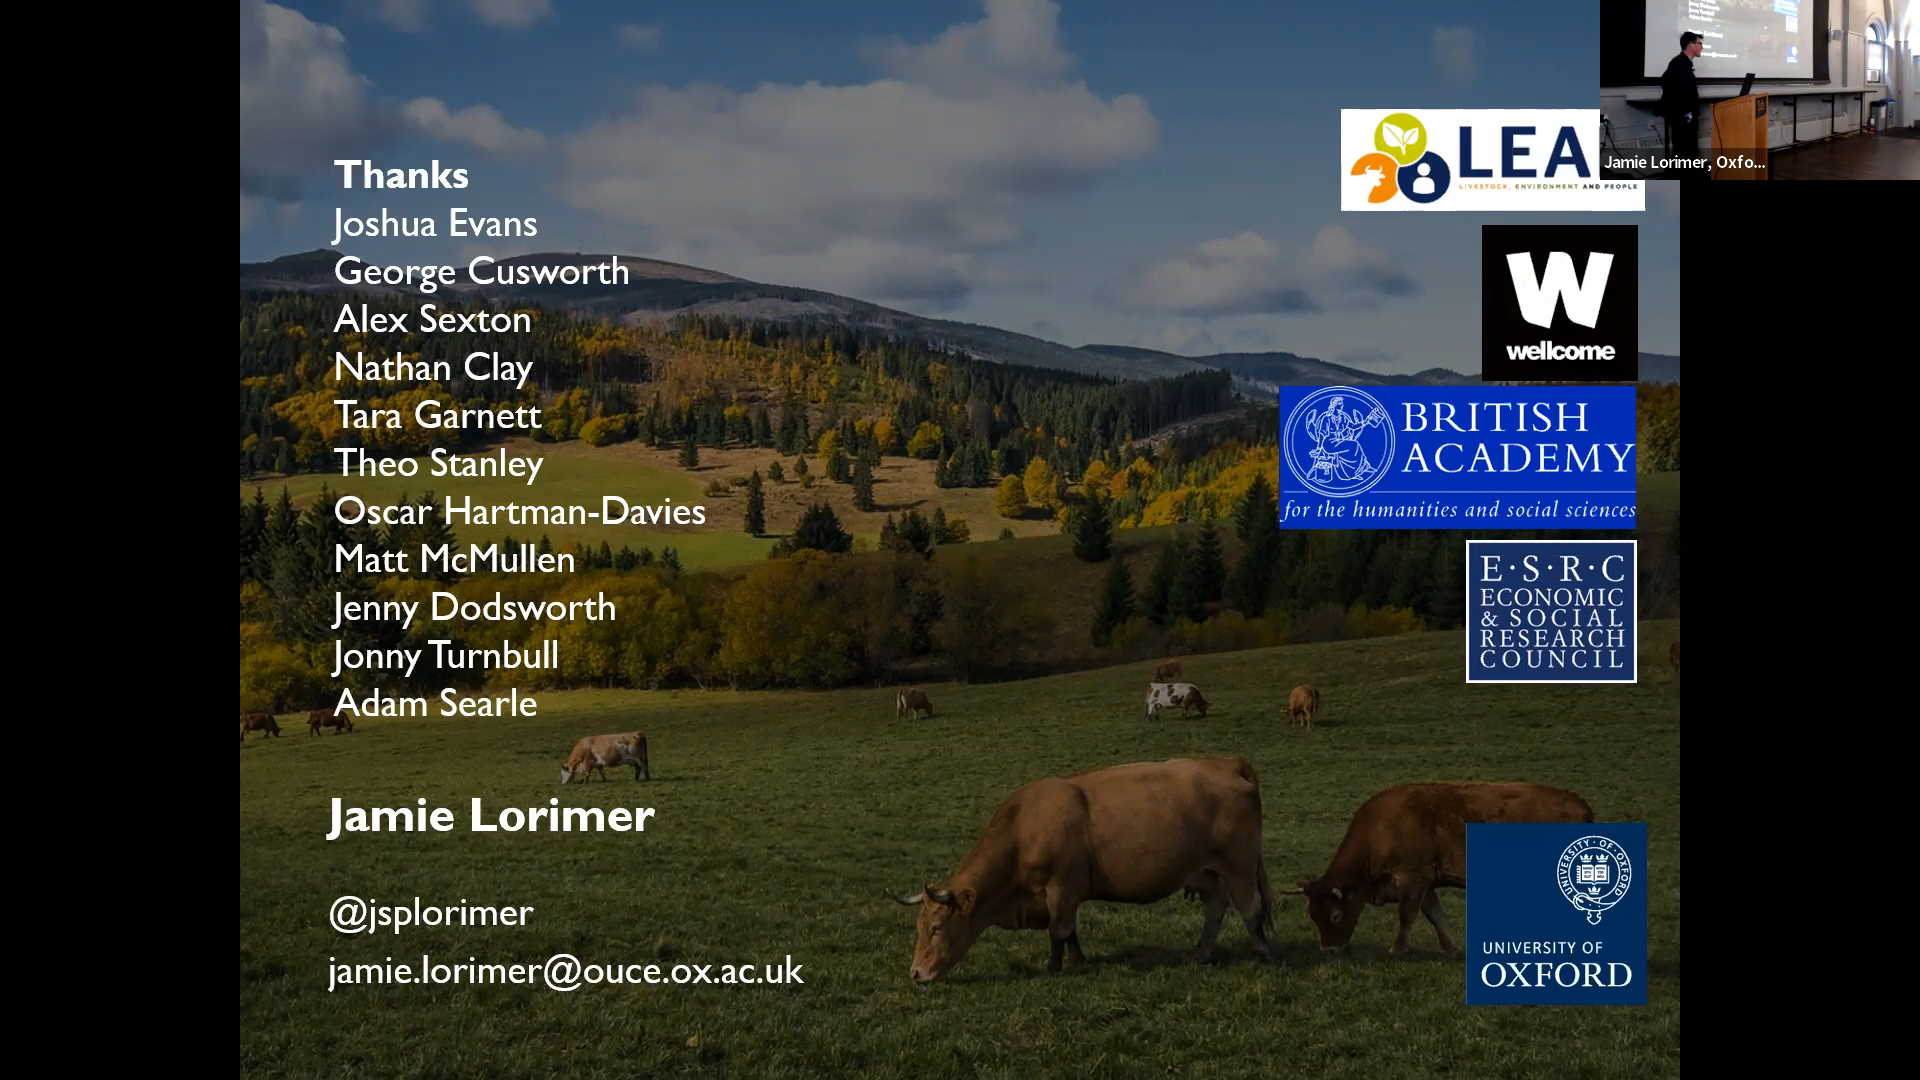 Thanks
Joshua Evans
George Cusworth
Alex Sexton
Nathan Clay
Tara Garnett
Theo Stanley
Oscar Hartman-Davies
Matt McMullen
Jenny Dodsworth
Jonny Turnbull
Adam Searle
Jamie Lorimer
@jsplorimer
jamie.lorimer@ouce.ox.ac.uk
LEA
LIVESTOCK, ENVIRONMENT AND PEOPLE
Jamie Lorimer, Oxfo...
W
wellcome
BRITISH
ACADEMY
for the humanities and social sciences
E·S·R·C
ECONOMIC
& SOCIAL
RESEARCH
COUNCIL
UNIVERSITY OF OXFORD
UNIVERSITY OF
OXFORD